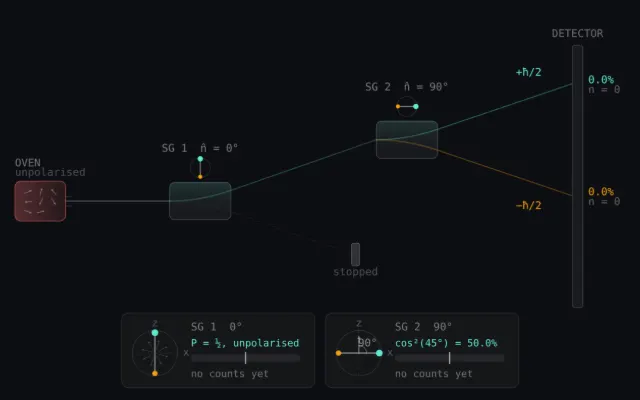 DETECTOR
+ħ/2
0.0%
n = 0
SG 2 n̂ = 90°
SG 1 n̂ = 0°
OVEN
unpolarised
0.0%
n = 0
−ħ/2
stopped
Z
X
SG 1 0°
P = ½, unpolarised
no counts yet
Z
X
90°
SG 2 90°
cos²(45°) = 50.0%
no counts yet